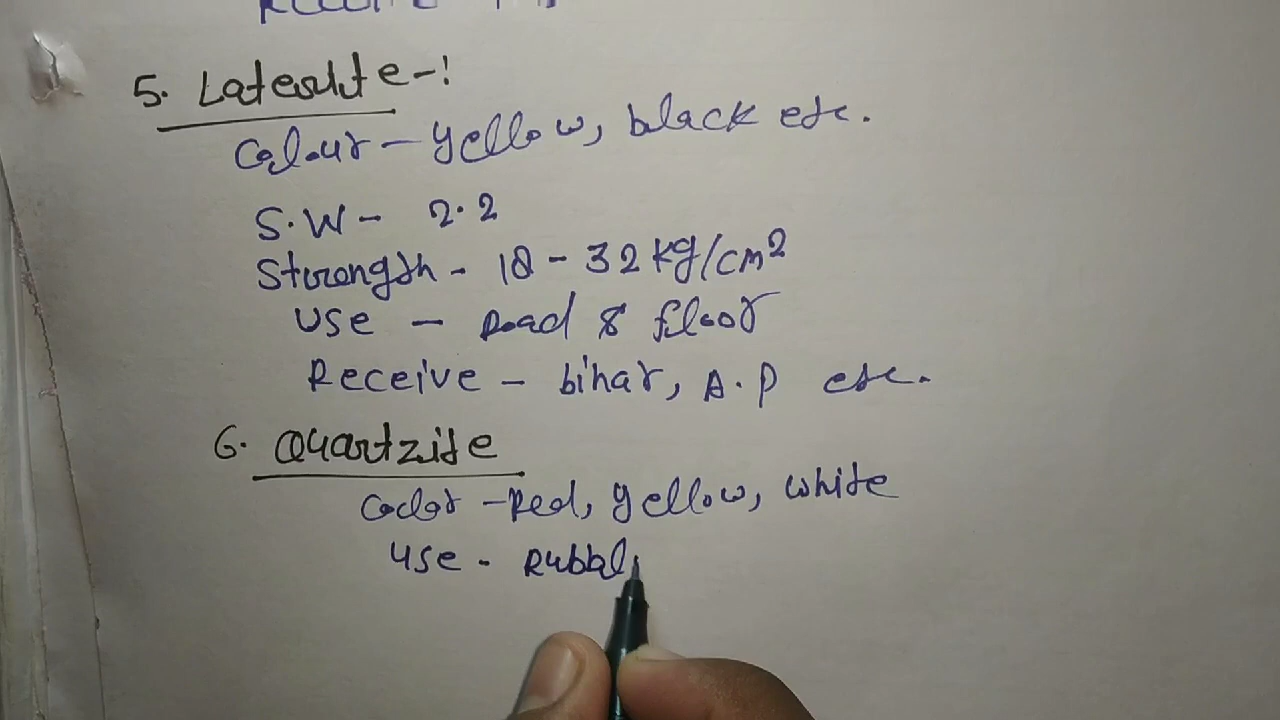 5. Laterite-!
Colour - yellow, black etc.
S.W - 2.2
Strength - 18 - 32 kg/cm²
Use - Road & floor
Receive - bihar, A.P etc.
6. Quartzite
Color - Red, yellow, white
Use - Rubbl